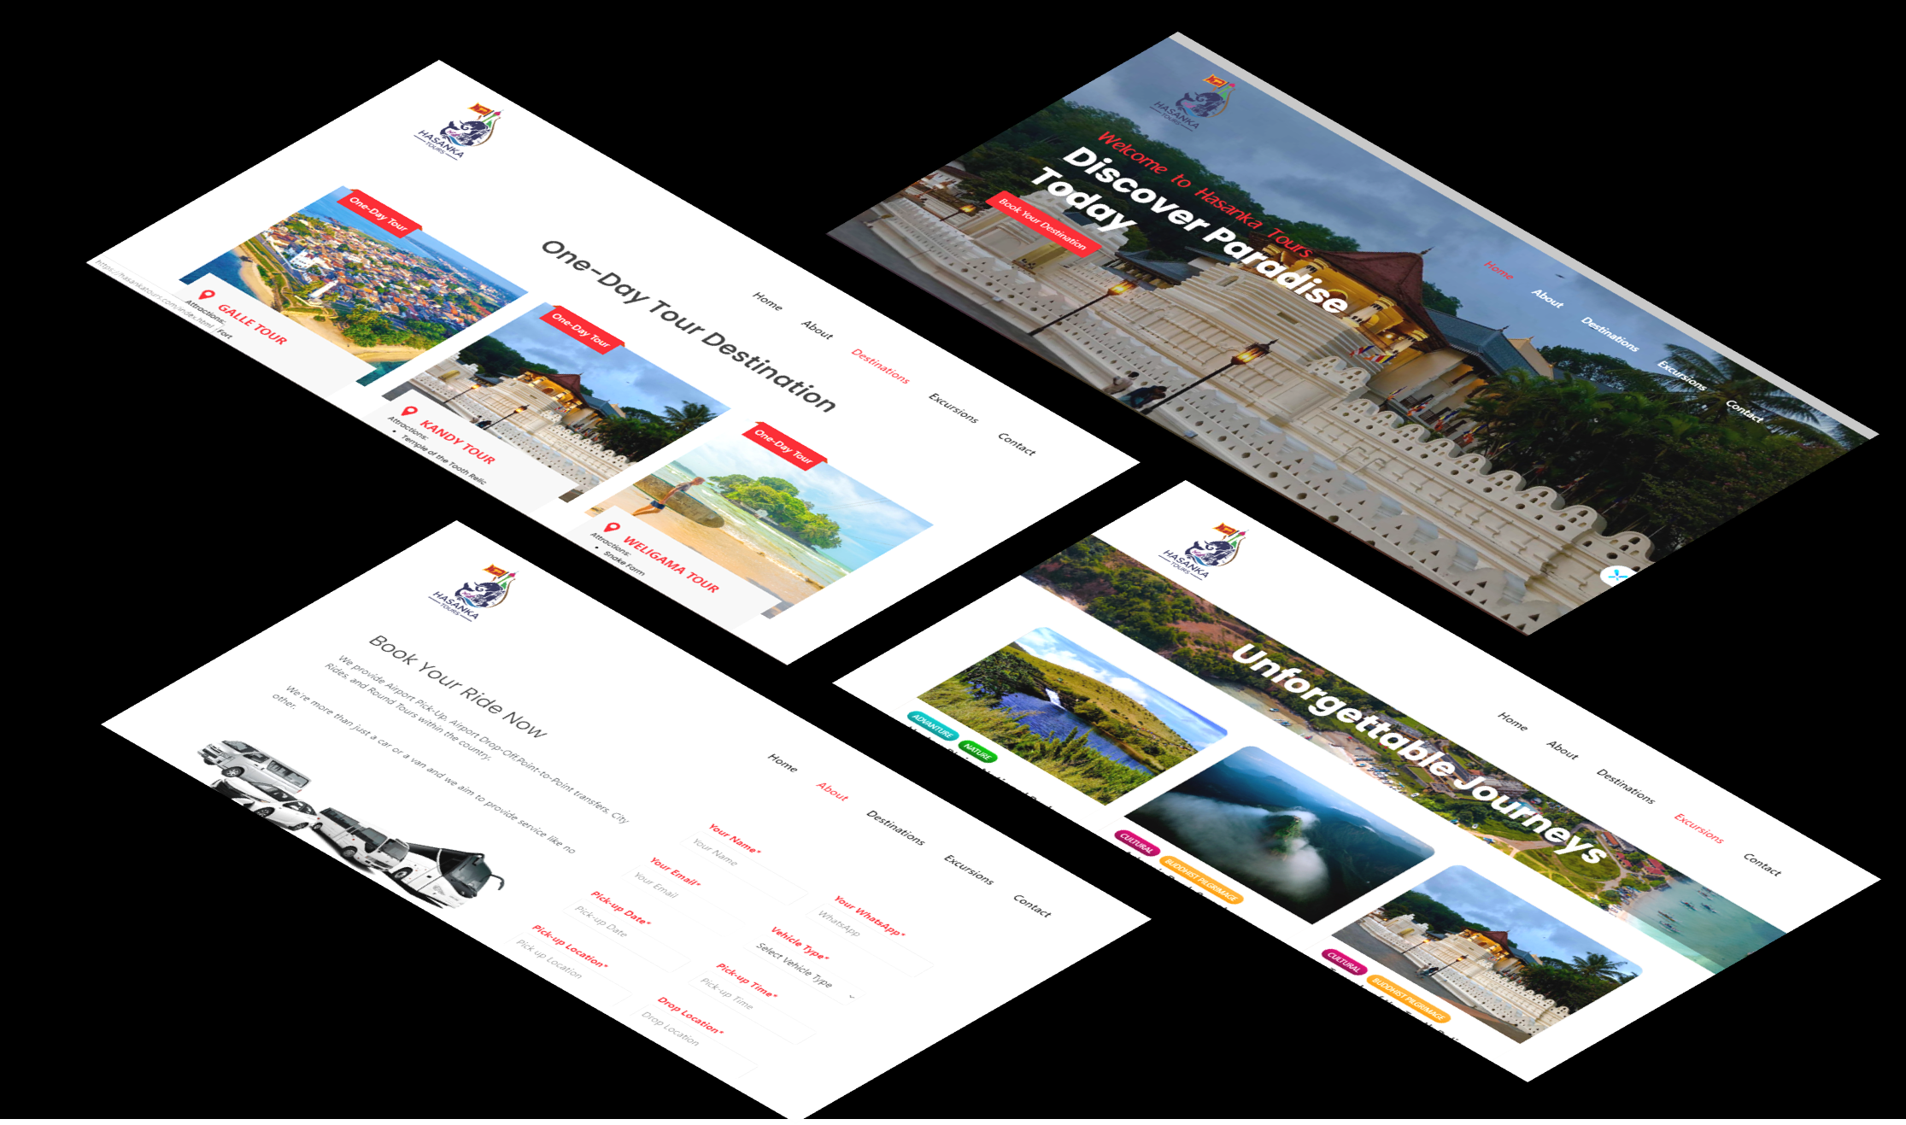 HASANKA
TOURS
Home
About
Destinations
Excursions
Contact
One-Day Tour Destination
One-Day Tour
GALLE TOUR
Attractions:
Fort
One-Day Tour
KANDY TOUR
Attractions:
Temple of the Tooth Relic
One-Day Tour
WELIGAMA TOUR
Attractions:
Snake Farm
HASANKA
TOURS
Home
About
Destinations
Excursions
Contact
Welcome to Hasanka Tours
Discover Paradise
Today
Book Your Destination
HASANKA
TOURS
Home
About
Destinations
Excursions
Contact
Book Your Ride Now
We provide Airport Pick-Up, Airport Drop-Off,Point-to-Point transfers, City
Rides, and Round Tours within the country.
We're more than just a car or a van and we aim to provide service like no
other.
Your Name*
Your Name
Your Email*
Your Email
Your WhatsApp*
WhatsApp
Pick-up Date*
Pick-up Date
Vehicle Type*
Select Vehicle Type
Pick-up Location*
Pick up Location
Pick-up Time*
Pick-up Time
Drop Location*
Drop Location
HASANKA
TOURS
Home
About
Destinations
Excursions
Contact
Unforgettable Journeys
ADVANTURE
NATURE
CULTURAL
BUDDHIST PILGRIMAGE
CULTURAL
BUDDHIST PILGRIMAGE